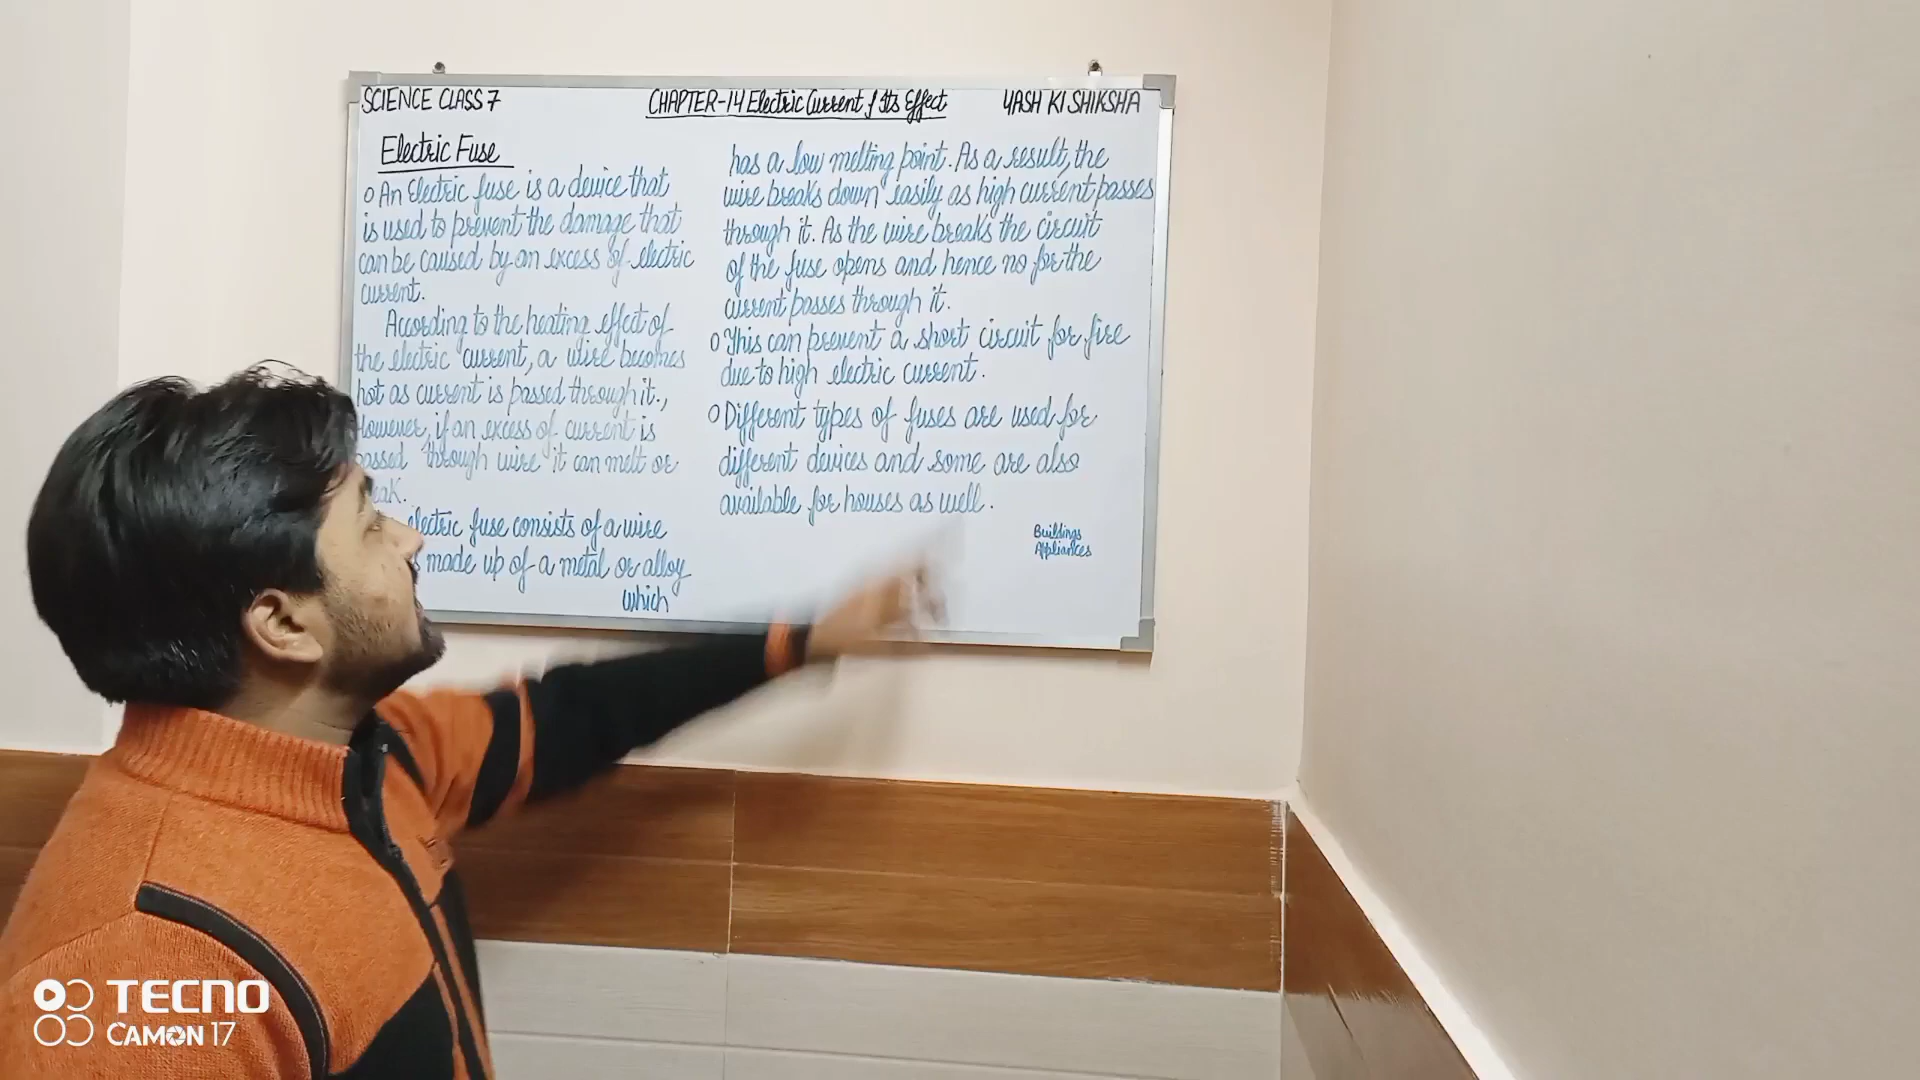 SCIENCE CLASS 7
CHAPTER-14 Electric Current & Its Effect
YASH KI SHIKSHA
Electric Fuse
o An Electric fuse is a device that
is used to prevent the damage that
can be caused by an excess of electric
current.
According to the heating effect of
the electric current, a wire becomes
hot as current is passed through it.,
However, if an excess of current is
passed through wire it can melt or
electric fuse consists of a wire
made up of a metal or alloy
which
has a low melting point. As a result, the
wire breaks down easily as high current passes
through it. As the wire breaks the circuit
of the fuse opens and hence no for the
current passes through it.
o This can prevent a short circuit for fire
due to high electric current.
o Different types of fuses are used for
different devices and some are also
available for houses as well.
Buildings
Appliances
TECNO
CAMON 17